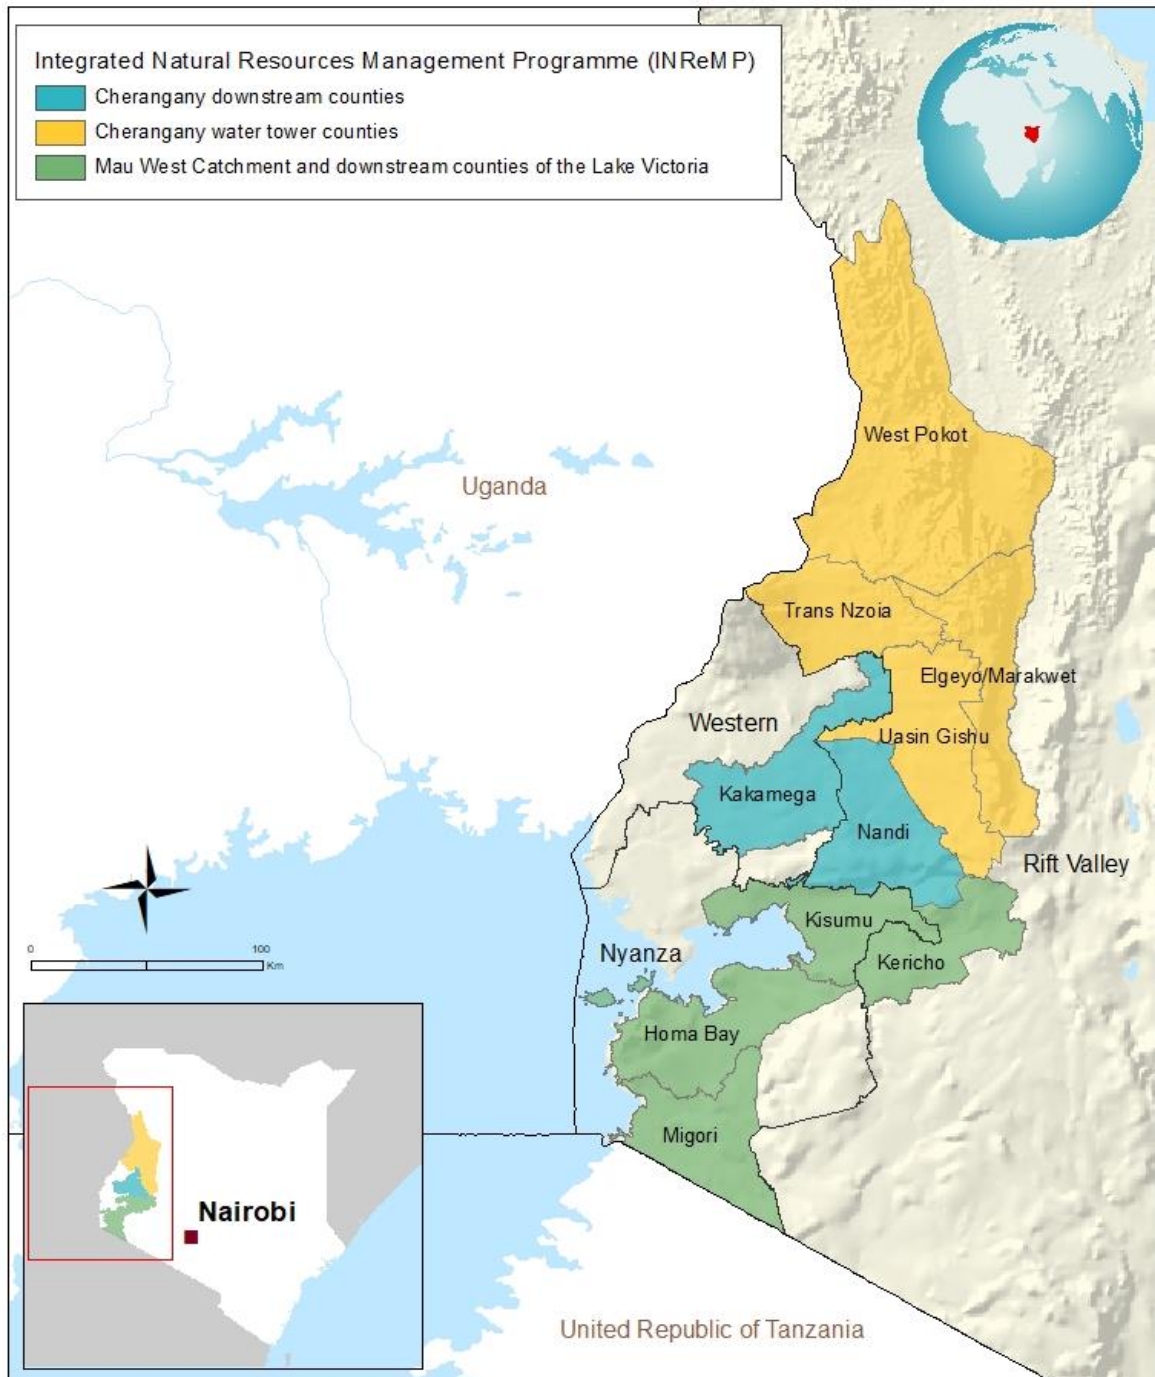 Integrated Natural Resources Management Programme (INReMP)
Cherangany downstream counties
Cherangany water tower counties
Mau West Catchment and downstream counties of the Lake Victoria
West Pokot
Uganda
Trans Nzoia
Elgeyo/Marakwet
Western
Uasin Gishu
Kakamega
Nandi
Rift Valley
Kisumu
0 100
Km
Nyanza
Kericho
Homa Bay
Migori
Nairobi
United Republic of Tanzania